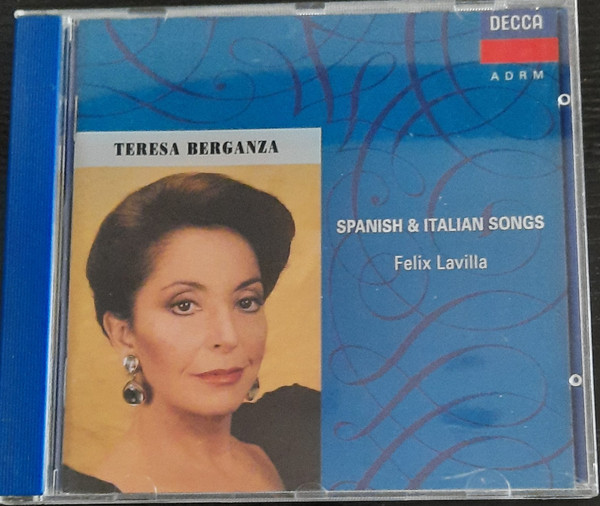 DECCA
ADRM
TERESA BERGANZA
SPANISH & ITALIAN SONGS
Felix Lavilla